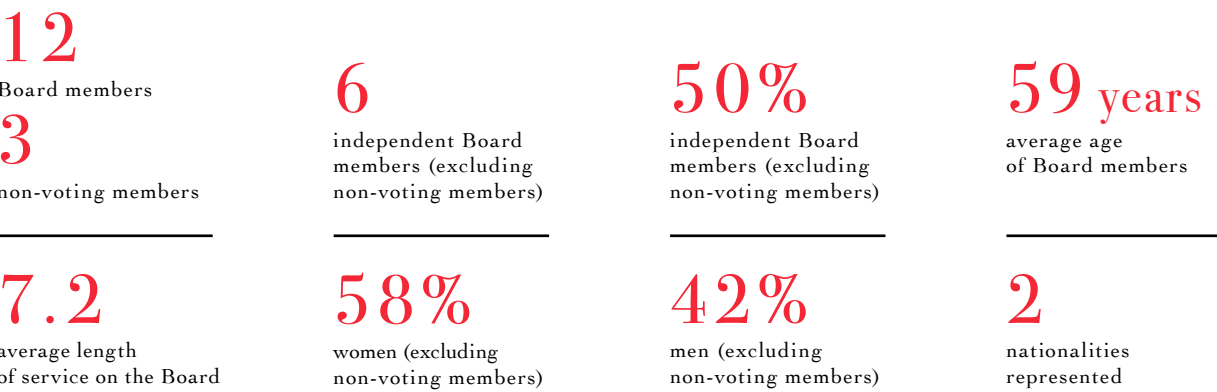 12
Board members
3
non-voting members
6
independent Board
members (excluding
non-voting members)
50%
independent Board
members (excluding
non-voting members)
59 years
average age
of Board members
7.2
average length
of service on the Board
58%
women (excluding
non-voting members)
42%
men (excluding
non-voting members)
2
nationalities
represented